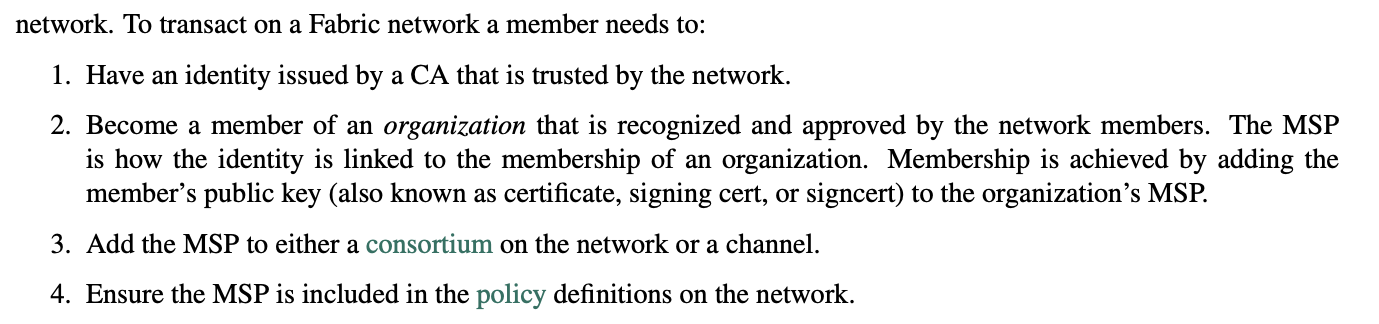 network. To transact on a Fabric network a member needs to:
1. Have an identity issued by a CA that is trusted by the network.
2. Become a member of an organization that is recognized and approved by the network members. The MSP
is how the identity is linked to the membership of an organization. Membership is achieved by adding the
member's public key (also known as certificate, signing cert, or signcert) to the organization's MSP.
3. Add the MSP to either a consortium on the network or a channel.
4. Ensure the MSP is included in the policy definitions on the network.